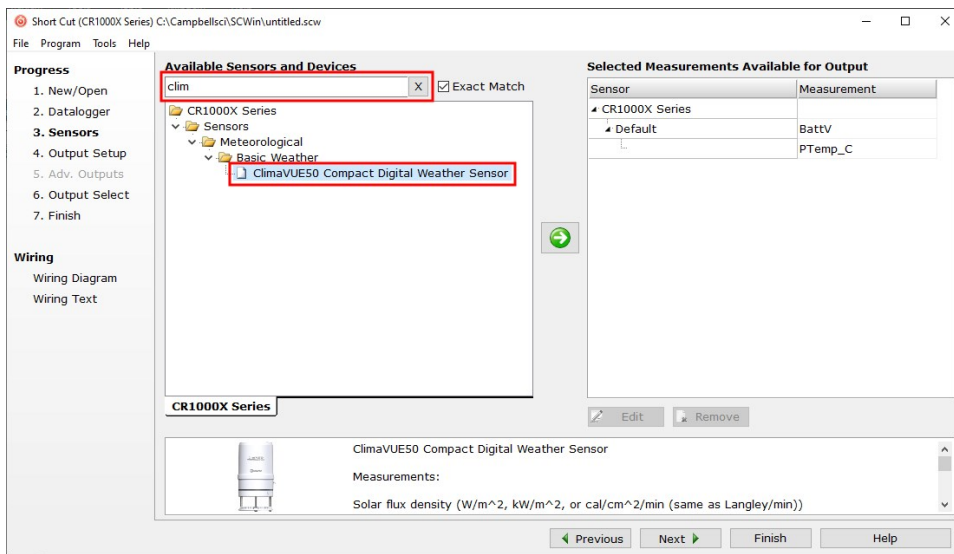 Short Cut (CR1000X Series) C:\Campbellsci\SCWin\untitled.scw
File Program Tools Help
Progress
1. New/Open
2. Datalogger
3. Sensors
4. Output Setup
5. Adv. Outputs
6. Output Select
7. Finish
Wiring
Wiring Diagram
Wiring Text
Available Sensors and Devices
clim X Exact Match
CR1000X Series
Sensors
Meteorological
Basic Weather
ClimaVUE50 Compact Digital Weather Sensor
CR1000X Series
Selected Measurements Available for Output
Sensor Measurement
CR1000X Series
Default BattV
PTemp_C
Edit Remove
ClimaVUE50 Compact Digital Weather Sensor
Measurements:
Solar flux density (W/m^2, kW/m^2, or cal/cm^2/min (same as Langley/min))
Previous Next Finish Help